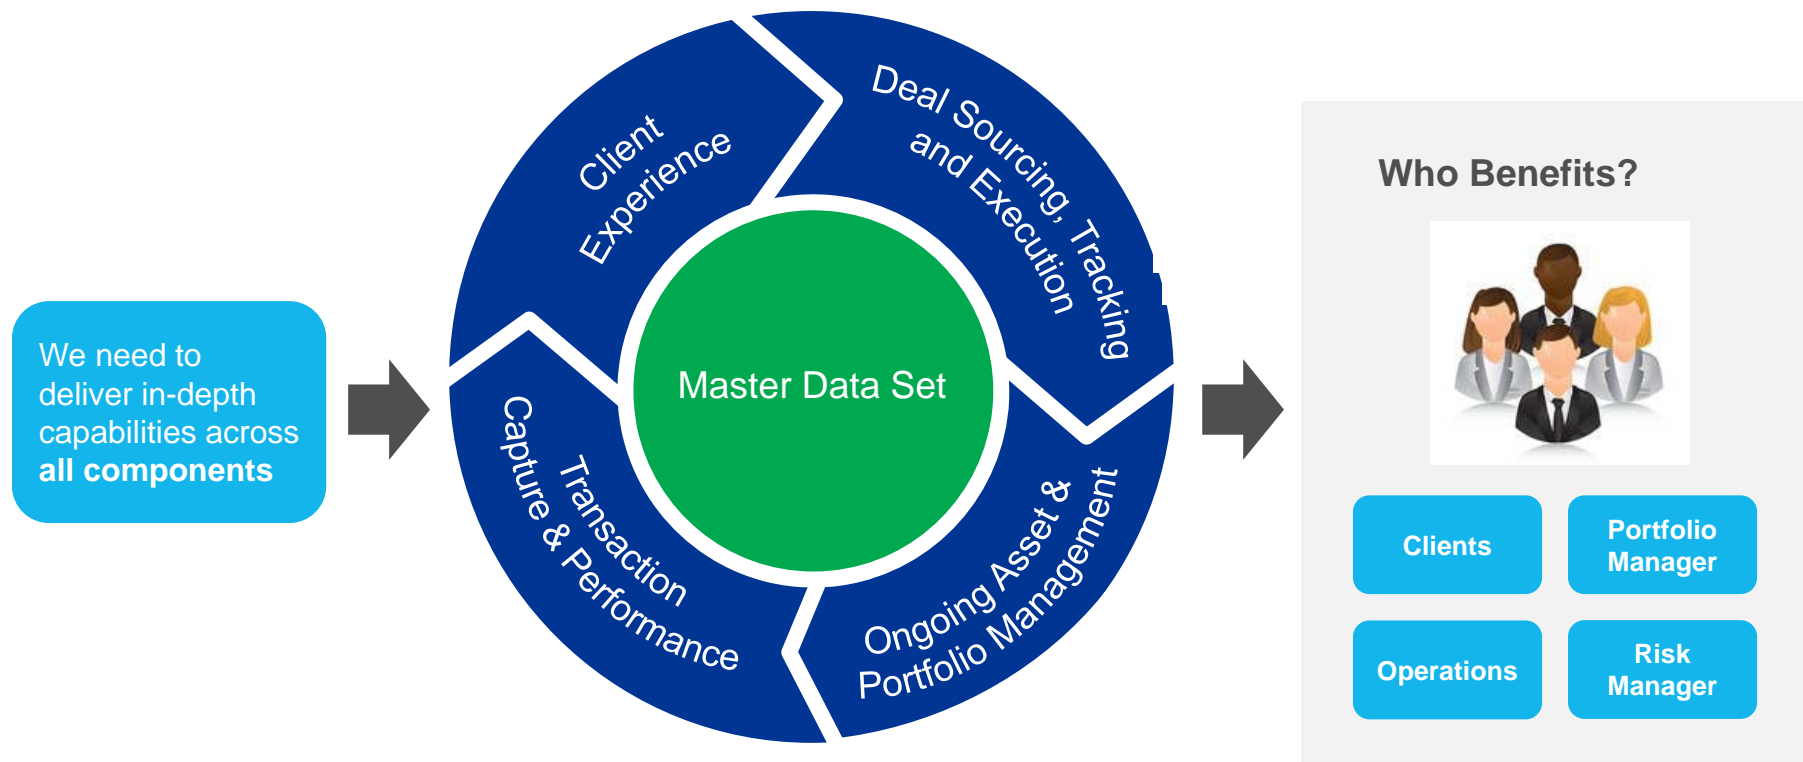 We need to
deliver in-depth
capabilities across
all components
Client
Experience
Deal Sourcing, Tracking
and Execution
Master Data Set
Transaction
Capture & Performance
Ongoing Asset &
Portfolio Management
Who Benefits?
Clients
Portfolio
Manager
Operations
Risk
Manager